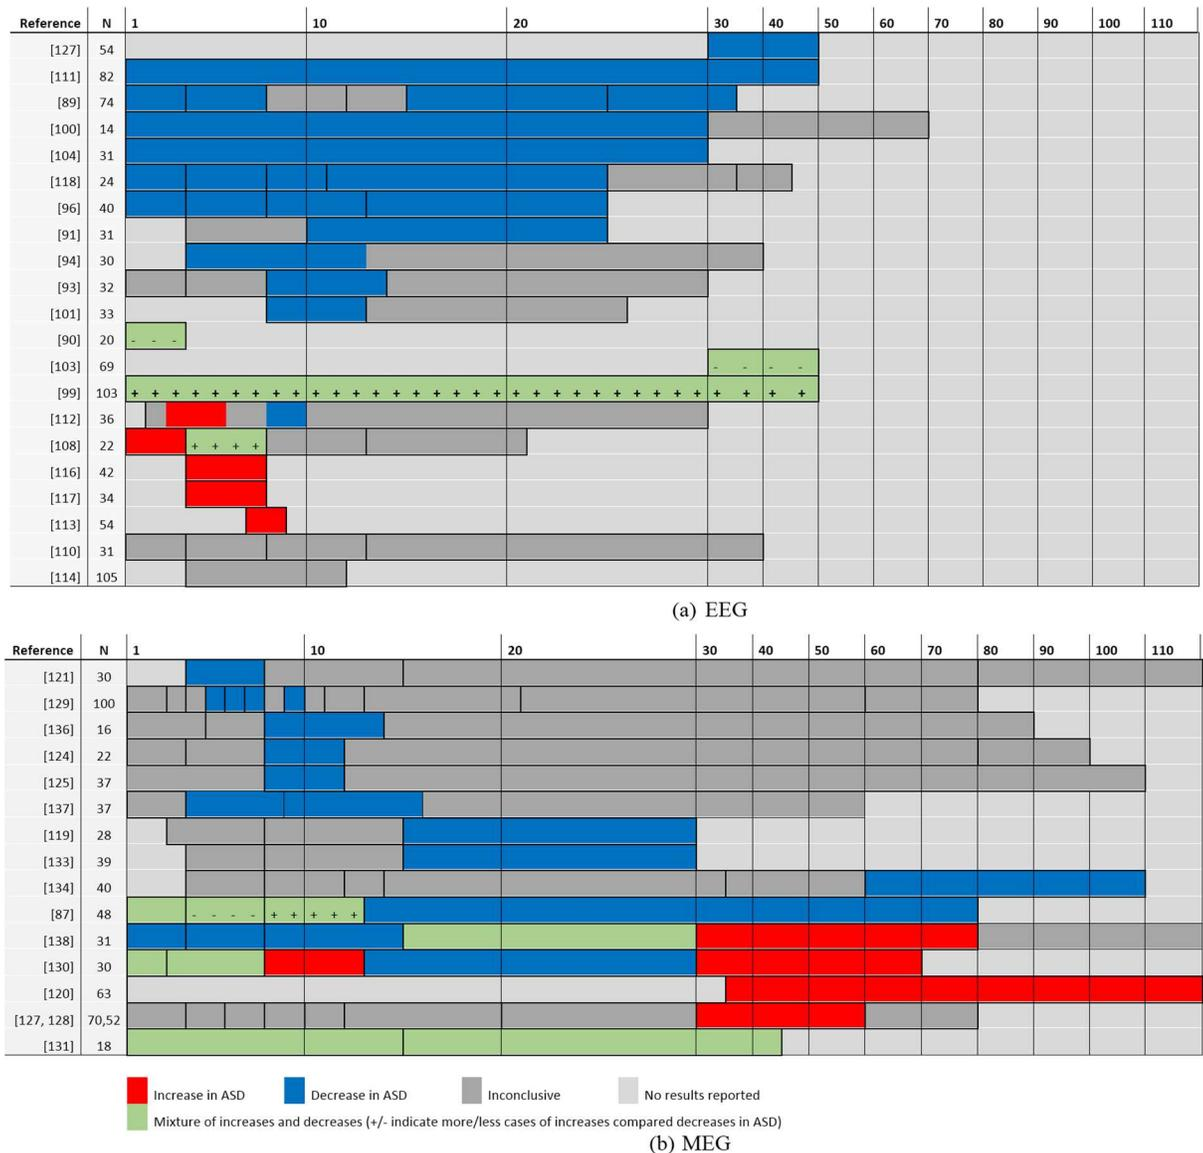 Reference N 1 10 20 30 40 50 60 70 80 90 100 110
[127] 54
[111] 82
[89] 74
[100] 14
[104] 31
[118] 24
[96] 40
[91] 31
[94] 30
[93] 32
[101] 33
[90] 20
- - -
[103] 69
- - - -
[99] 103
+ + + + + + + + + + + + + + + + + + + + + + + + + + + + + + + + +
[112] 36
[108] 22
+ + + +
[116] 42
[117] 34
[113] 54
[110] 31
[114] 105
(a) EEG
Reference N 1 10 20 30 40 50 60 70 80 90 100 110
[121] 30
[129] 100
[136] 16
[124] 22
[125] 37
[137] 37
[119] 28
[133] 39
[134] 40
[87] 48
- - - - + + + + +
[138] 31
[130] 30
[120] 63
[127, 128] 70,52
[131] 18
Increase in ASD Decrease in ASD Inconclusive No results reported
Mixture of increases and decreases (+/- indicate more/less cases of increases compared decreases in ASD)
(b) MEG